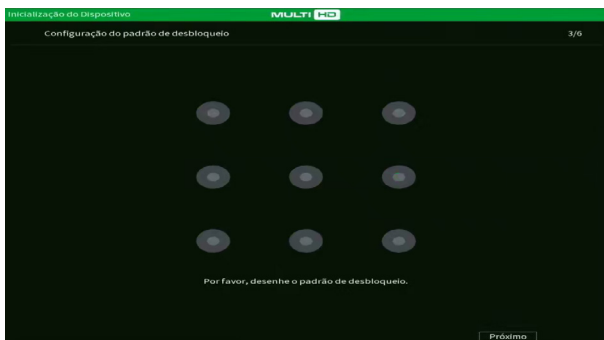 Inicialização do Dispositivo
MULTI HD
Configuração do padrão de desbloqueio
3/6
Por favor, desenhe o padrão de desbloqueio.
Próximo